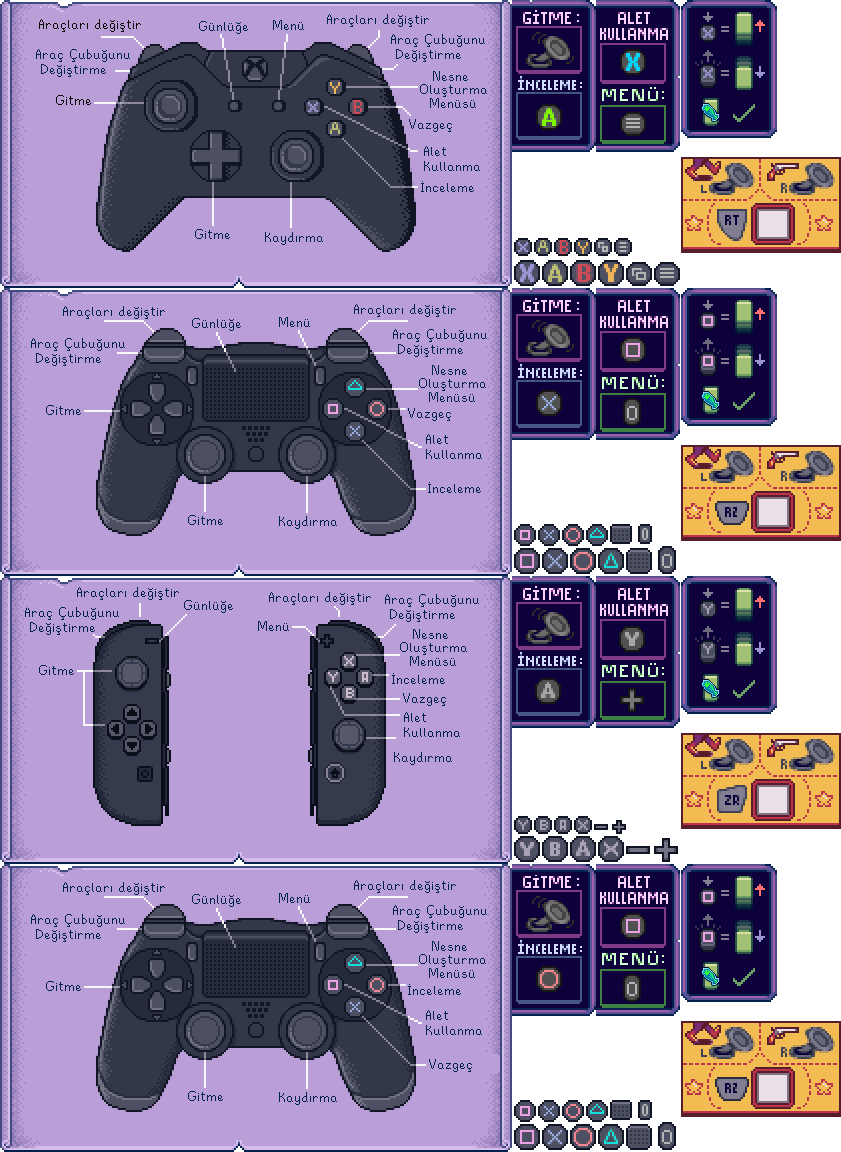 Araçları değiştir
Günlüğe
Menü
Araçları değiştir
Araç Çubuğunu
Değiştirme
Araç Çubuğunu
Değiştirme
Gitme
Nesne
Oluşturma
Menüsü
Y
X
B
A
Vazgeç
Alet
Kullanma
İnceleme
Gitme
Kaydırma
GİTME:
ALET
KULLANMA
X
İNCELEME:
A
MENÜ:
X
=
X
=
L
R
RT
X A B Y
X A B Y
Araçları değiştir
Günlüğe
Menü
Araçları değiştir
Araç Çubuğunu
Değiştirme
Araç Çubuğunu
Değiştirme
Gitme
Nesne
Oluşturma
Menüsü
Vazgeç
Alet
Kullanma
İnceleme
Gitme
Kaydırma
GİTME:
ALET
KULLANMA
İNCELEME:
MENÜ:
=
=
L
R
R2
Araçları değiştir
Günlüğe
Araç Çubuğunu
Değiştirme
Gitme
Araçları değiştir
Menü
Araç Çubuğunu
Değiştirme
Nesne
Oluşturma
Menüsü
X
Y
A
B
İnceleme
Vazgeç
Alet
Kullanma
Kaydırma
GİTME:
ALET
KULLANMA
Y
İNCELEME:
A
MENÜ:
Y
=
Y
=
L
R
ZR
Y B A X
Y B A X
Araçları değiştir
Günlüğe
Menü
Araçları değiştir
Araç Çubuğunu
Değiştirme
Araç Çubuğunu
Değiştirme
Gitme
Nesne
Oluşturma
Menüsü
İnceleme
Alet
Kullanma
Vazgeç
Gitme
Kaydırma
GİTME:
ALET
KULLANMA
İNCELEME:
MENÜ:
=
=
L
R
R2